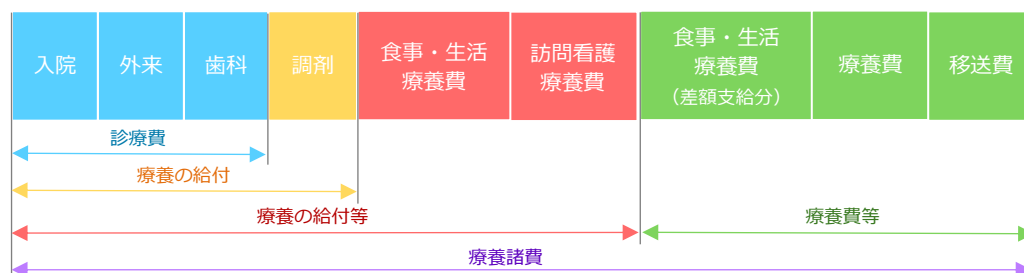 入院
外来
歯科
調剤
食事・生活
療養費
訪問看護
療養費
食事・生活
療養費
（差額支給分）
療養費
移送費
診療費
療養の給付
療養の給付等
療養費等
療養諸費